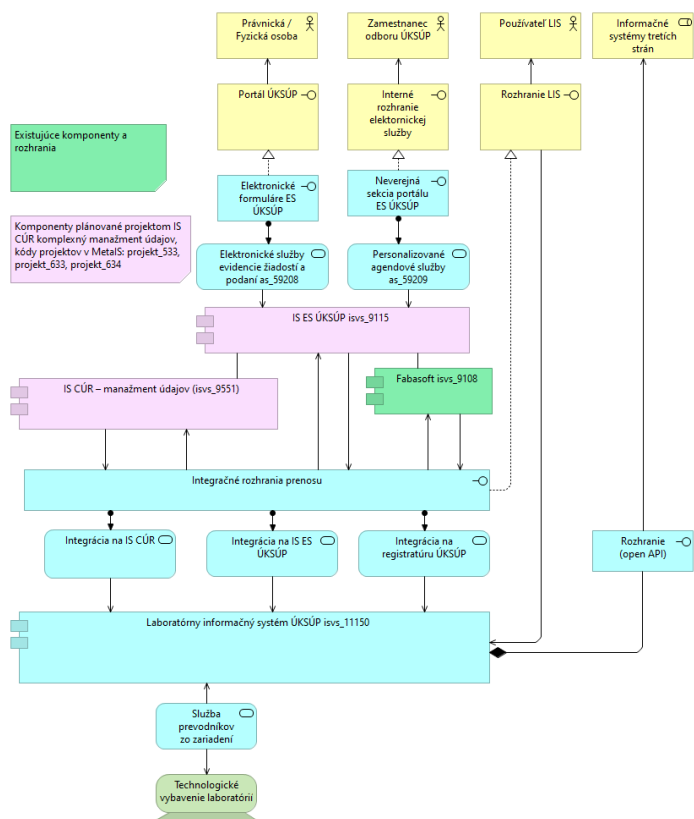 Právnická /
Fyzická osoba
Zamestnanec
odboru ÚKSÚP
Používateľ LIS
Informačné
systémy tretích
strán
Portál ÚKSÚP
Interné
rozhranie
elektornickej
služby
Rozhranie LIS
Existujúce komponenty a
rozhrania
Elektronické
formuláre ES
ÚKSÚP
Neverejná
sekcia portálu
ES ÚKSÚP
Komponenty plánované projektom IS
CÚR komplexný manažment údajov,
kódy projektov v MetaIS: projekt_533,
projekt_633, projekt_634
Elektronické služby
evidencie žiadostí a
podaní as_59208
Personalizované
agendové služby
as_59209
IS ES ÚKSÚP isvs_9115
IS CÚR – manažment údajov (isvs_9551)
Fabasoft isvs_9108
Integračné rozhrania prenosu
Integrácia na IS CÚR
Integrácia na IS ES
ÚKSÚP
Integrácia na
registratúru ÚKSÚP
Rozhranie
(open API)
Laboratórny informačný systém ÚKSÚP isvs_11150
Služba
prevodníkov
zo zariadení
Technologické
vybavenie laboratórií